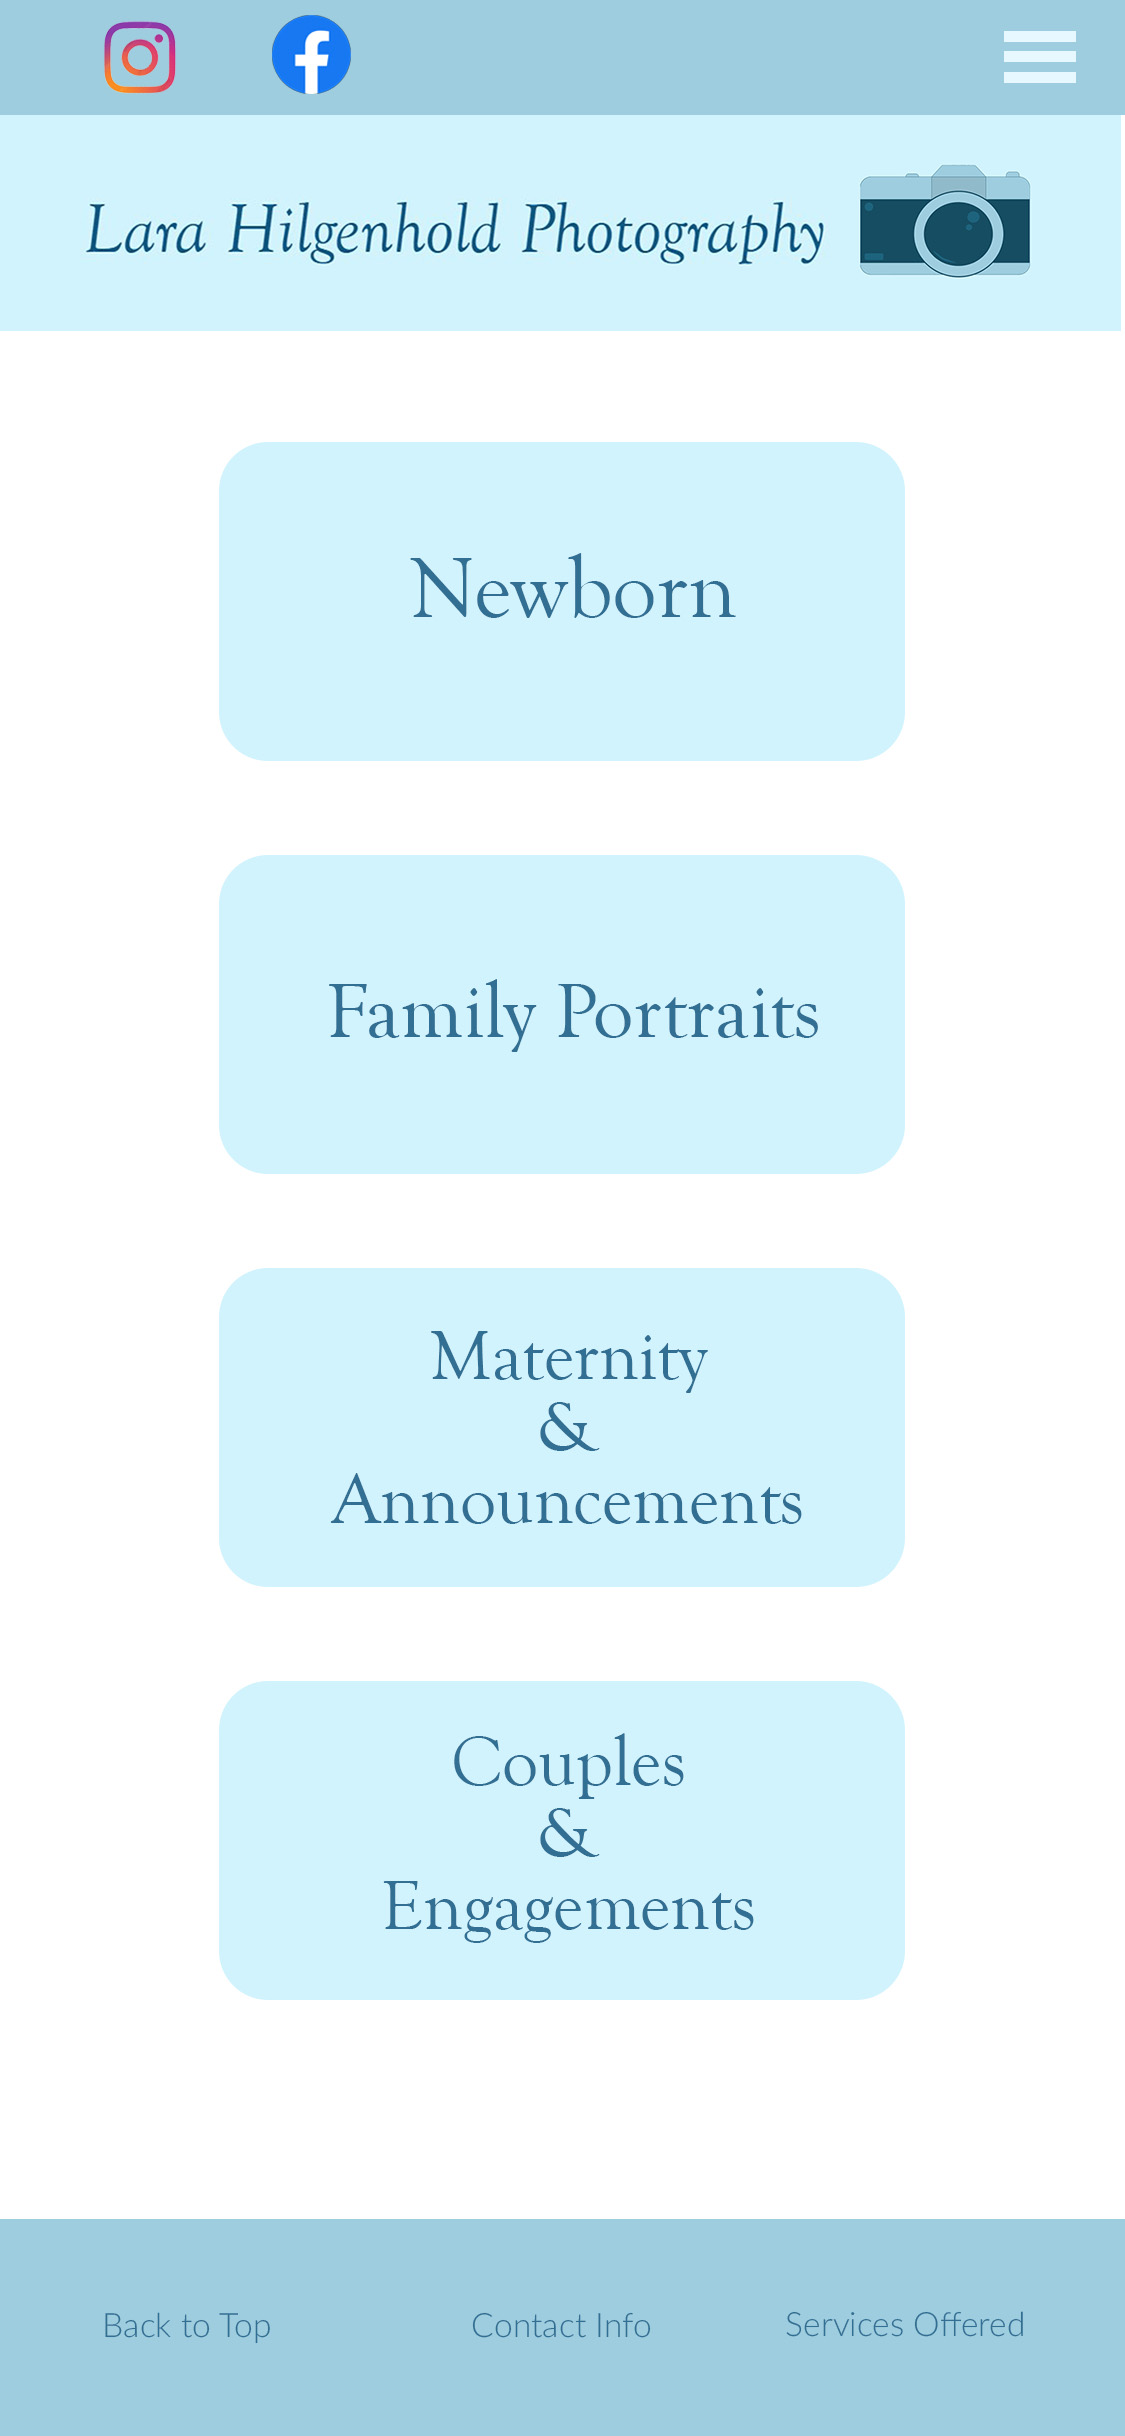 Lara Hilgenhold Photography
Newborn
Family Portraits
Maternity
&
Announcements
Couples
&
Engagements
Back to Top
Contact Info
Services Offered